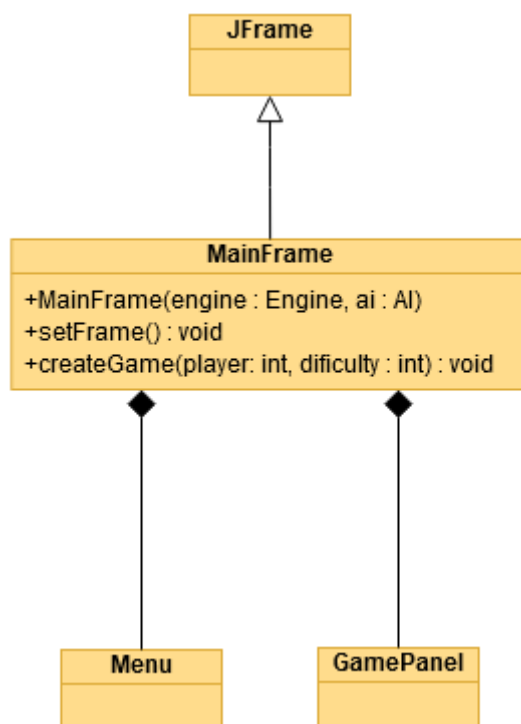 JFrame
MainFrame
+MainFrame(engine : Engine, ai : AI)
+setFrame() : void
+createGame(player: int, dificulty : int) : void
Menu
GamePanel